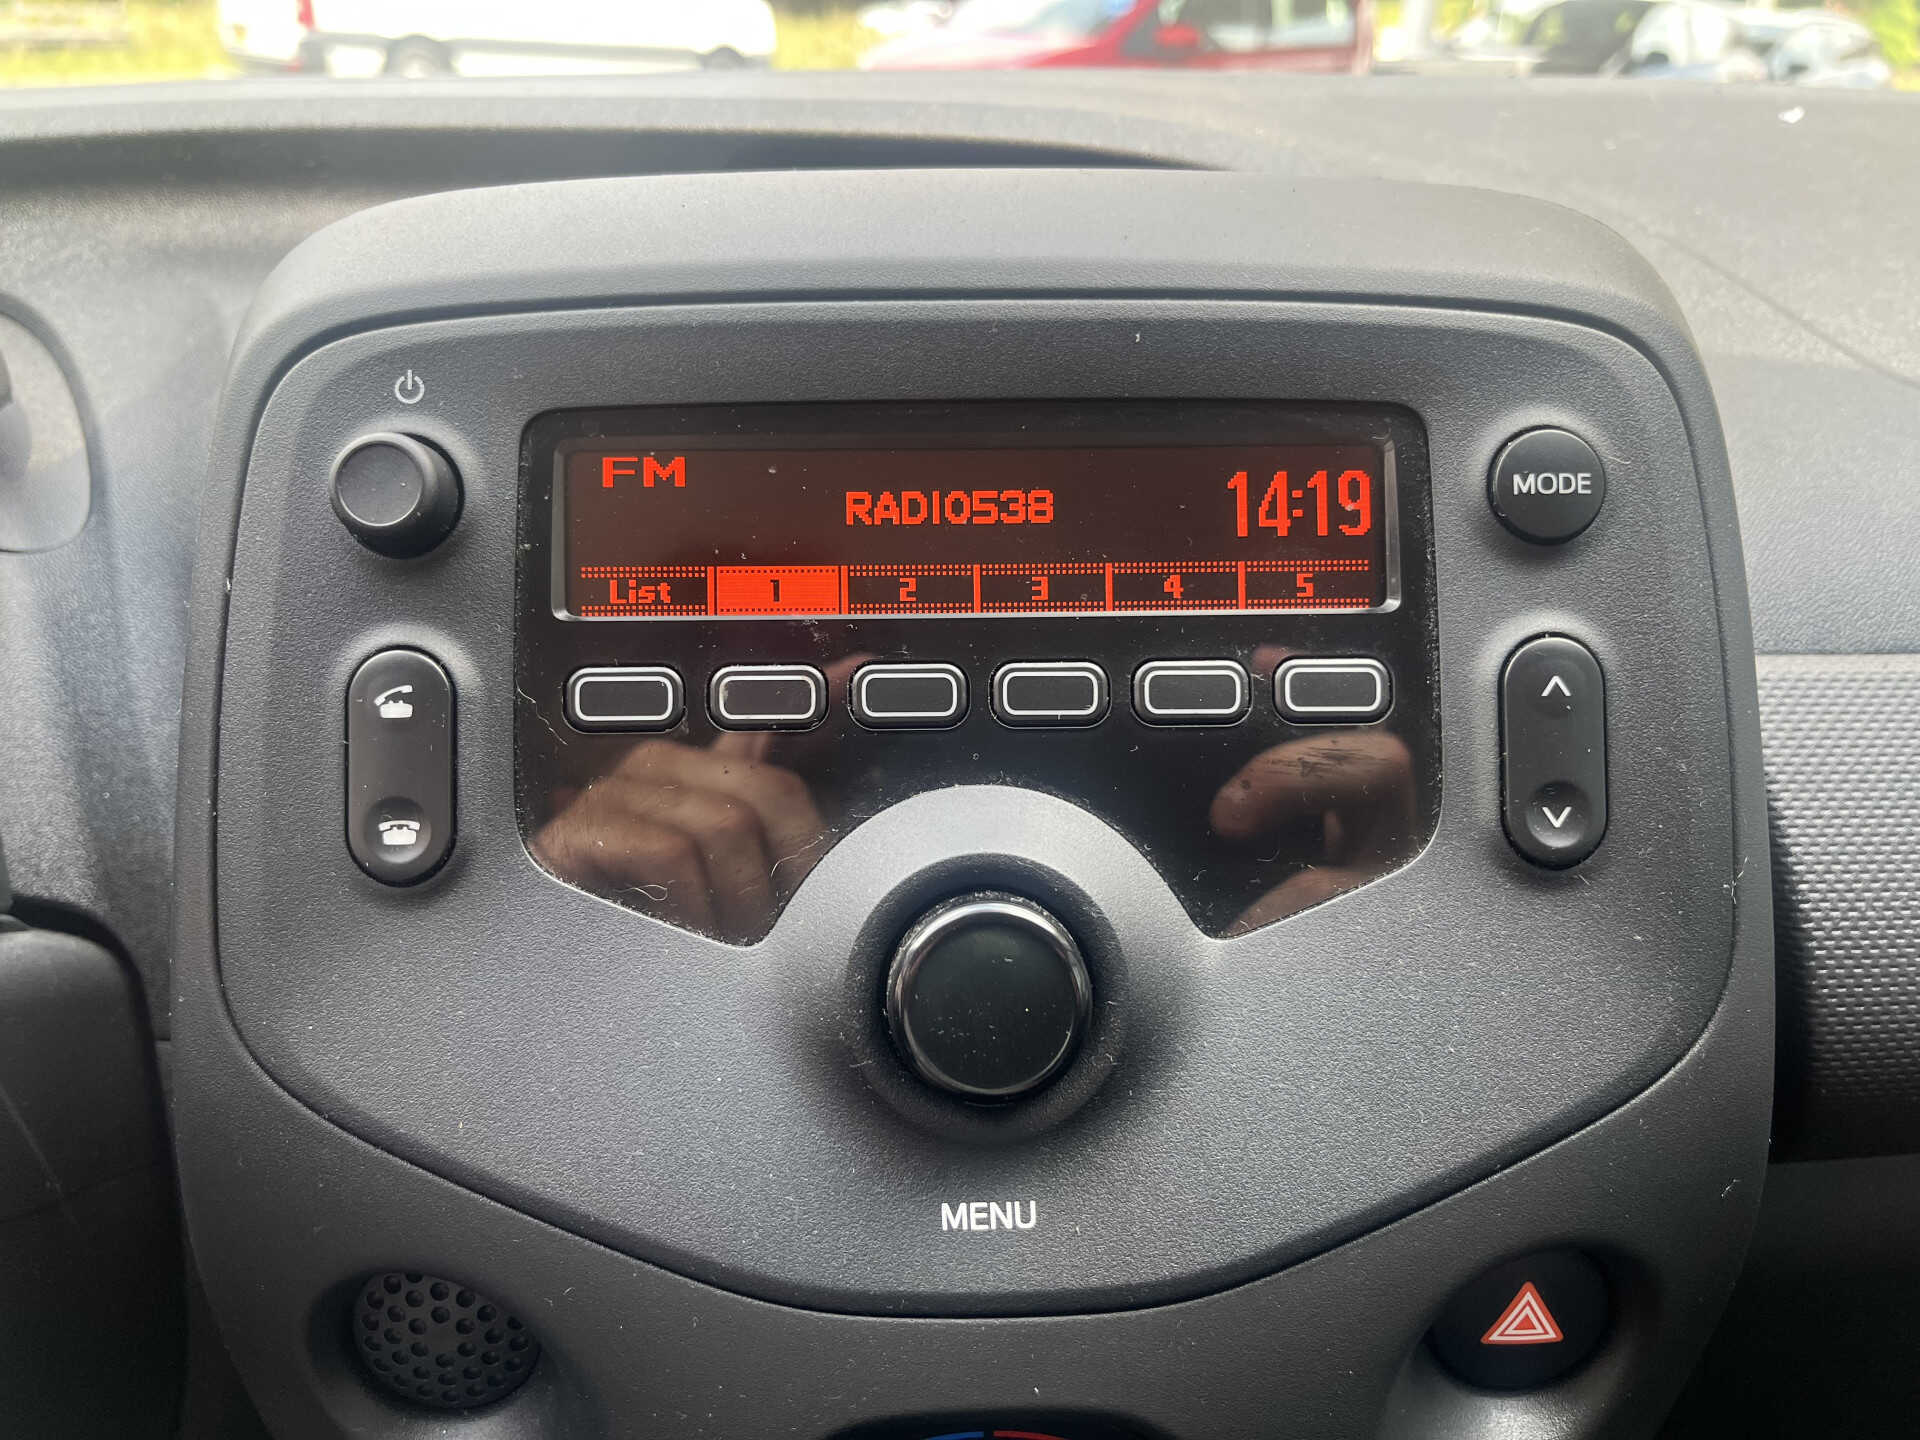 FM
RADIO538
14:19
List 1 2 3 4 5
MODE
MENU